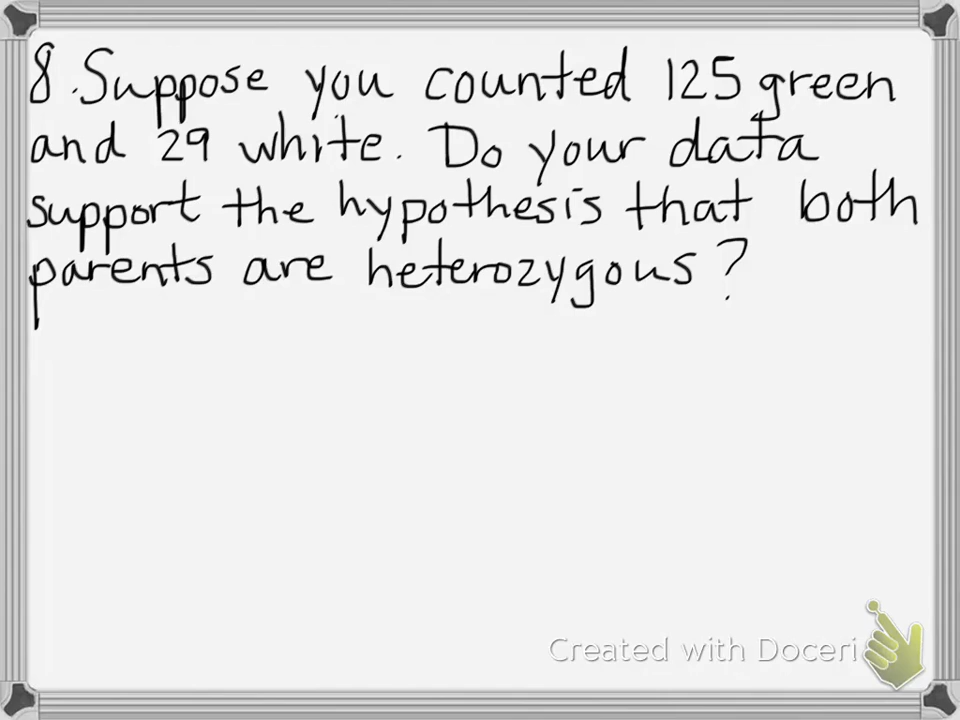 8. Suppose you counted 125 green
and 29 white. Do your data
support the hypothesis that both
parents are heterozygous?
Created with Doceri